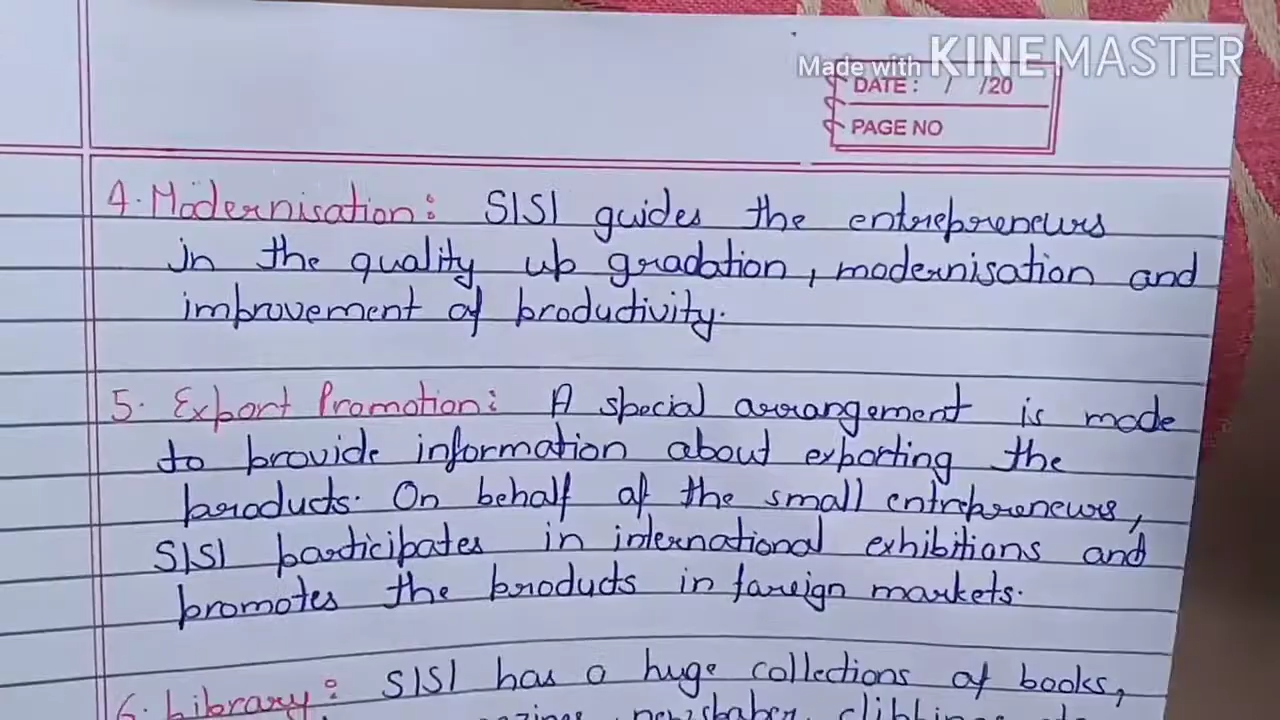 Made with KINEMASTER
DATE : / /20
PAGE NO
4. Modernisation: SISI guides the entrepreneurs
in the quality up gradation, modernisation and
improvement of productivity.
5. Export Promotion: A special arrangement is made
to provide information about exporting the
products. On behalf of the small entrepreneurs,
SISI participates in international exhibitions and
promotes the products in foreign markets.
6. Library: SISI has a huge collections of books,
newspaper